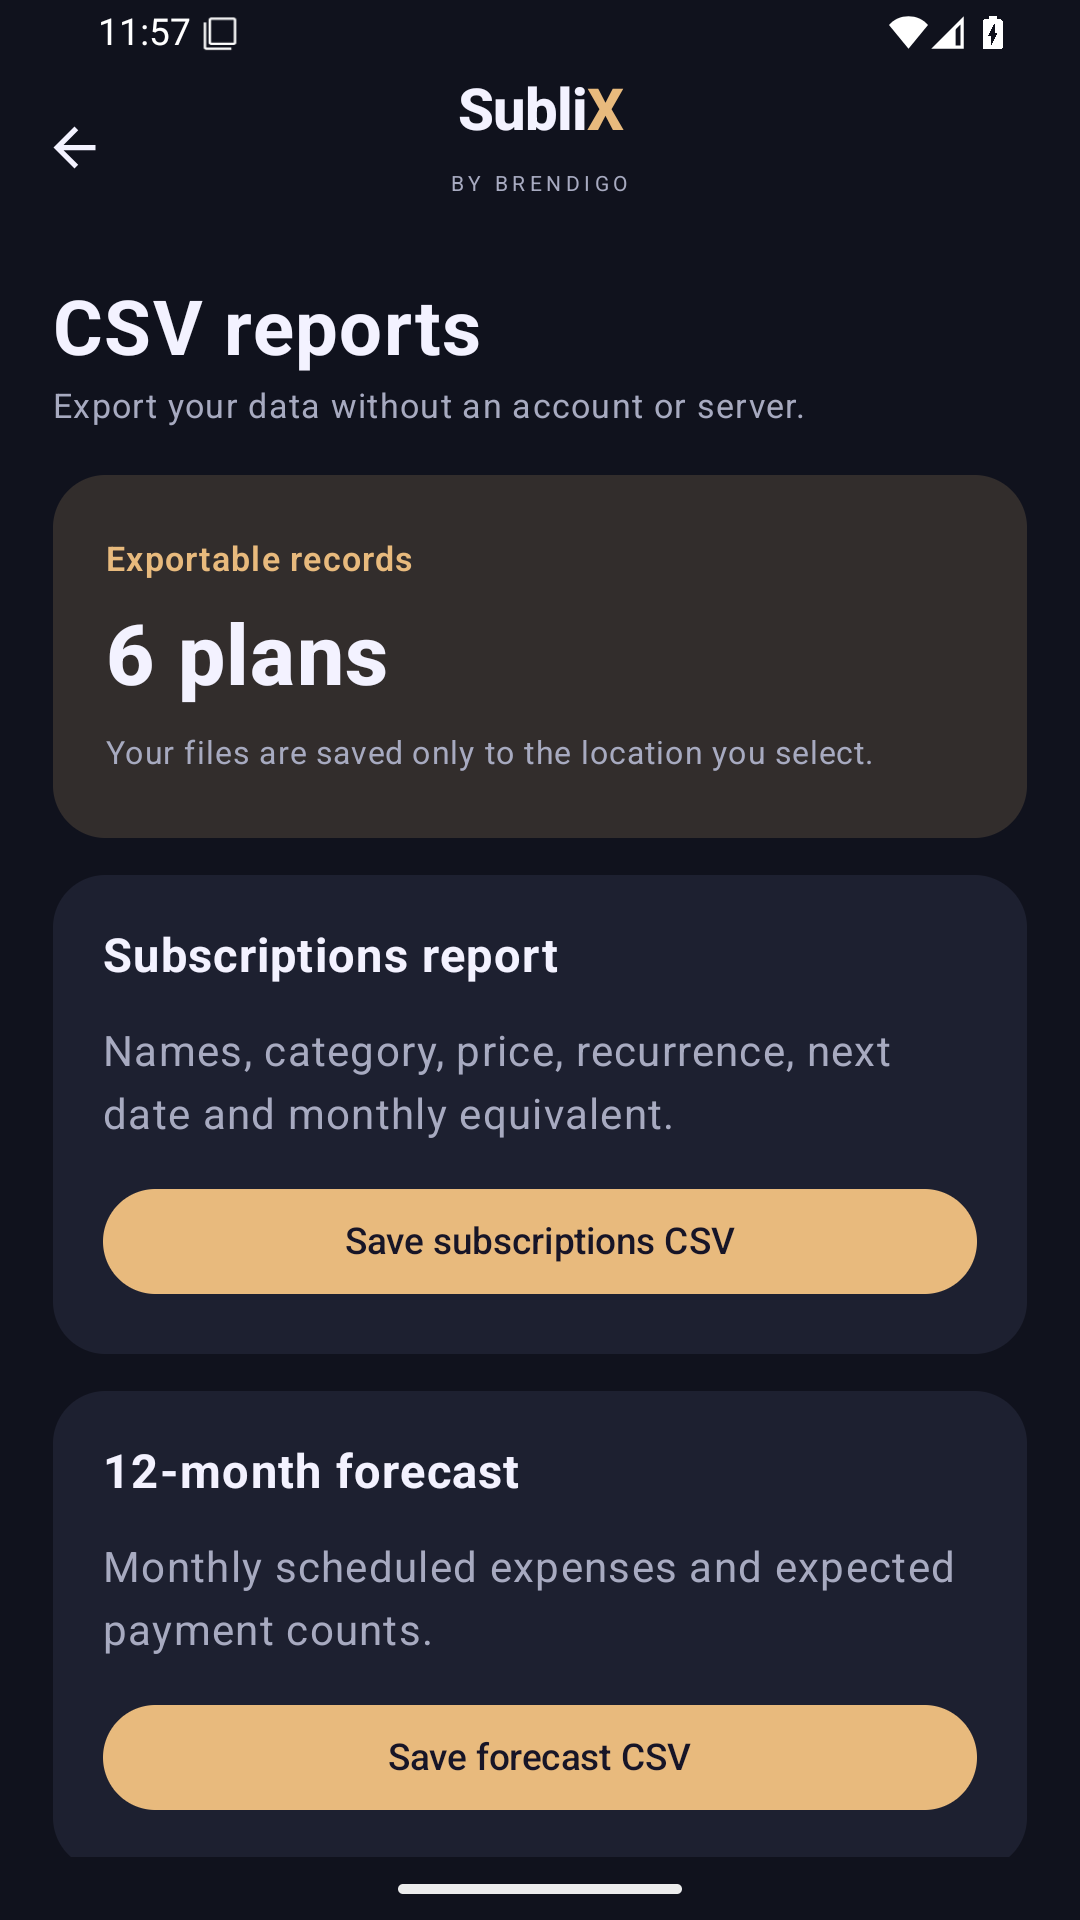 11:57
SubliX
BY BRENDIGO
CSV reports
Export your data without an account or server.
Exportable records
6 plans
Your files are saved only to the location you select.
Subscriptions report
Names, category, price, recurrence, next
date and monthly equivalent.
Save subscriptions CSV
12-month forecast
Monthly scheduled expenses and expected
payment counts.
Save forecast CSV